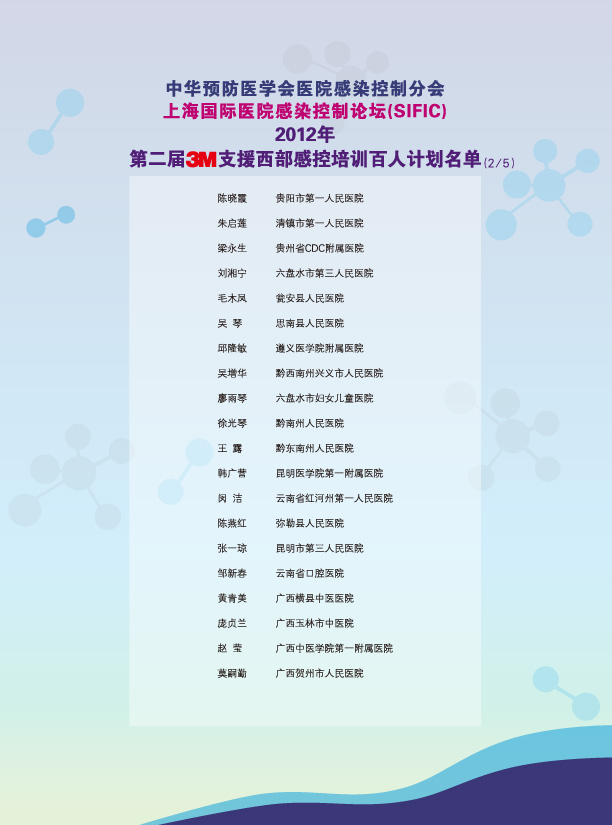 中华预防医学会医院感染控制分会
上海国际医院感染控制论坛(SIFIC)
2012年
第二届3M支援西部感控培训百人计划名单(2/5)
陈晓霞 贵阳市第一人民医院
朱启莲 清镇市第一人民医院
梁永生 贵州省CDC附属医院
刘湘宁 六盘水市第三人民医院
毛木凤 瓮安县人民医院
吴 琴 思南县人民医院
邱隆敏 遵义医学院附属医院
吴增华 黔西南州兴义市人民医院
廖雨琴 六盘水市妇女儿童医院
徐光琴 黔南州人民医院
王 露 黔东南州人民医院
韩广营 昆明医学院第一附属医院
闵 洁 云南省红河州第一人民医院
陈燕红 弥勒县人民医院
张一琼 昆明市第三人民医院
邹新春 云南省口腔医院
黄青美 广西横县中医医院
庞贞兰 广西玉林市中医院
赵 莹 广西中医学院第一附属医院
莫嗣勤 广西贺州市人民医院